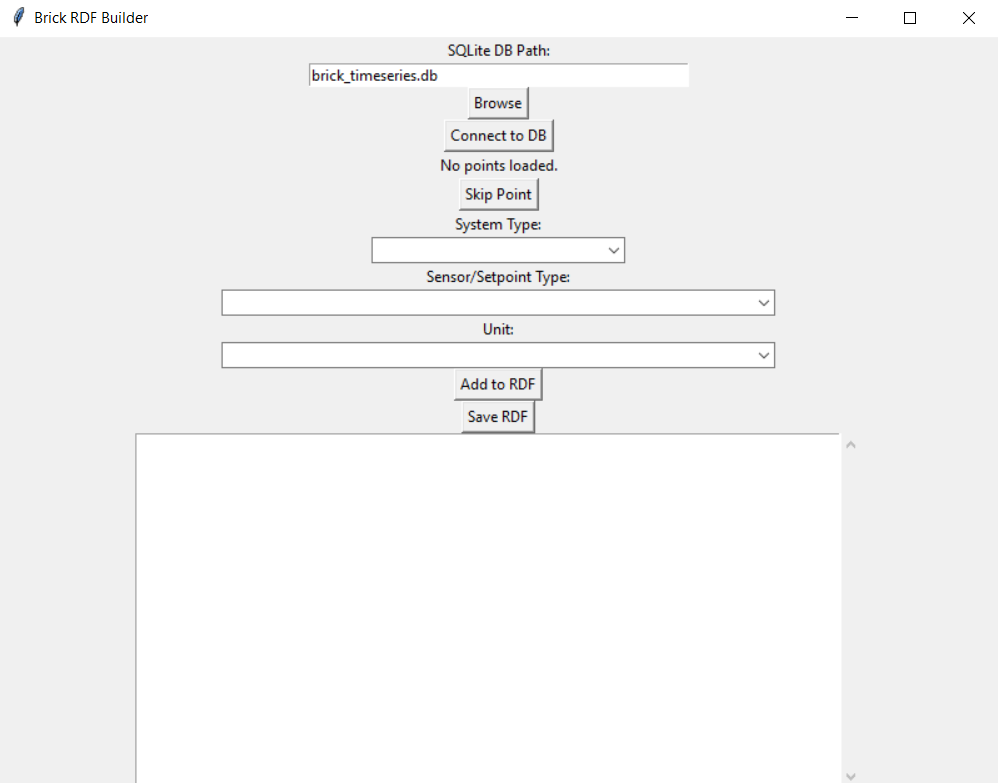 Brick RDF Builder
SQLite DB Path:
brick_timeseries.db
Browse
Connect to DB
No points loaded.
Skip Point
System Type:
Sensor/Setpoint Type:
Unit:
Add to RDF
Save RDF